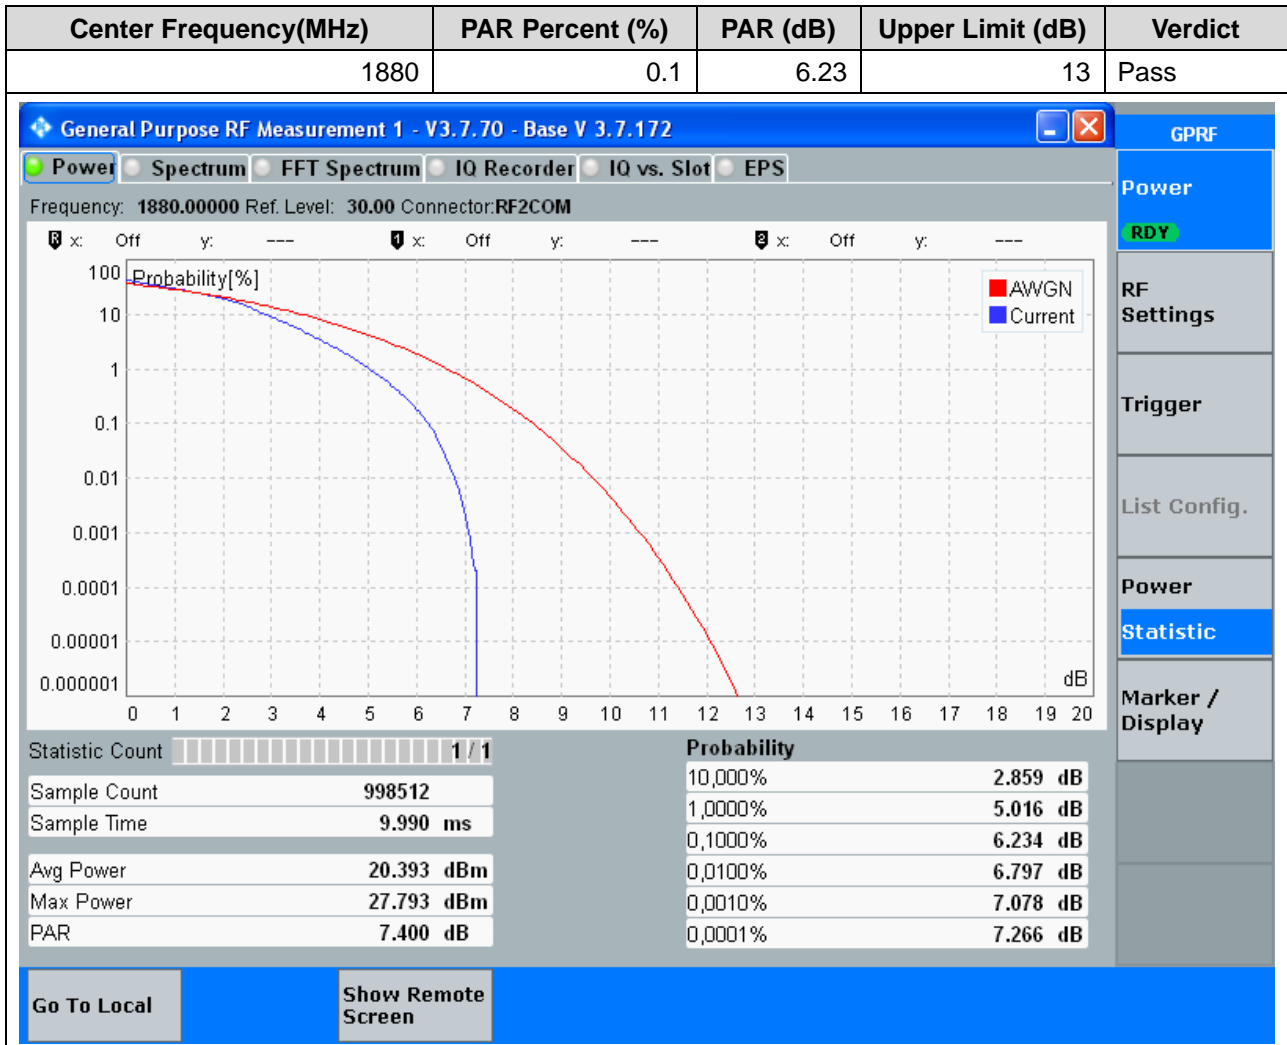 Center Frequency(MHz) PAR Percent (%) PAR (dB) Upper Limit (dB) Verdict
1880 0.1 6.23 13 Pass
General Purpose RF Measurement 1 - V3.7.70 - Base V 3.7.172
GPRF
Power Spectrum FFT Spectrum IQ Recorder IQ vs. Slot EPS
Power
RDY
Frequency: 1880.00000 Ref. Level: 30.00 Connector:RF2COM
R x: Off y: --- 1 x: Off y: --- 2 x: Off y: ---
Probability[%]
AWGN
Current
100
10
1
0.1
0.01
0.001
0.0001
0.00001
0.000001
dB
0 1 2 3 4 5 6 7 8 9 10 11 12 13 14 15 16 17 18 19 20
RF
Settings
Trigger
List Config.
Power
Statistic
Marker /
Display
Statistic Count 1 / 1
Sample Count 998512
Sample Time 9.990 ms
Avg Power 20.393 dBm
Max Power 27.793 dBm
PAR 7.400 dB
Probability
10,000% 2.859 dB
1,0000% 5.016 dB
0,1000% 6.234 dB
0,0100% 6.797 dB
0,0010% 7.078 dB
0,0001% 7.266 dB
Go To Local
Show Remote
Screen